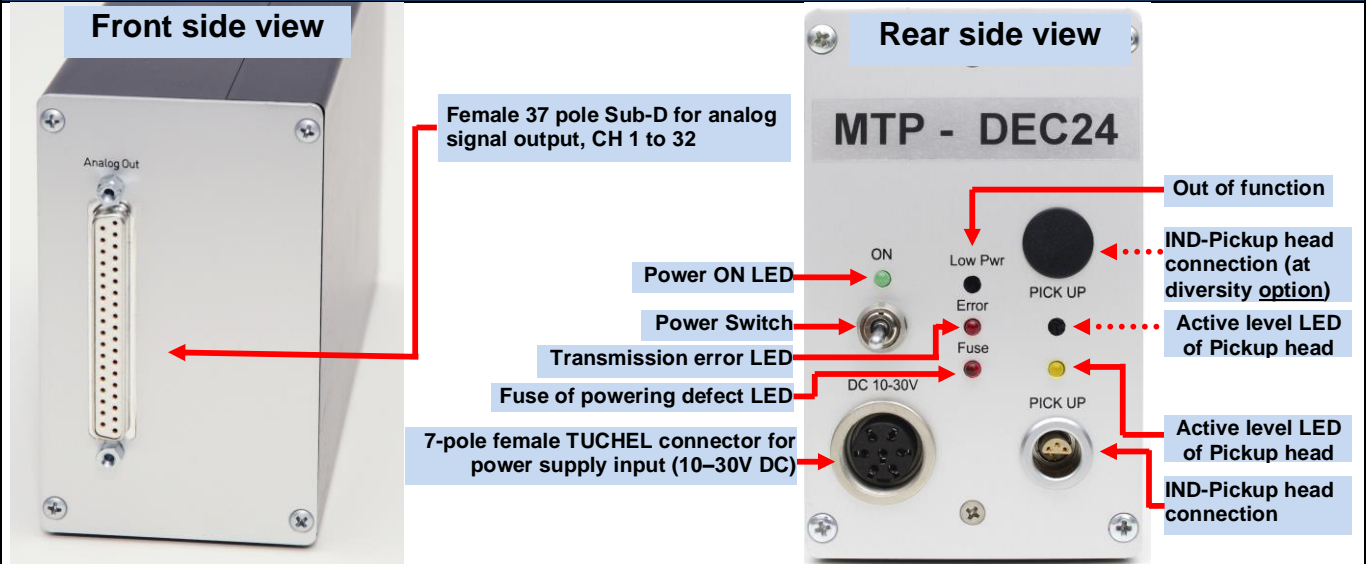 Front side view
Analog Out
Female 37 pole Sub-D for analog
signal output, CH 1 to 32
Rear side view
MTP - DEC24
Out of function
IND-Pickup head
connection (at
diversity option)
ON
Low Pwr
PICK UP
Power ON LED
Error
Power Switch
Active level LED
of Pickup head
Transmission error LED
Fuse
Fuse of powering defect LED
DC 10-30V
PICK UP
7-pole female TUCHEL connector for
power supply input (10–30V DC)
Active level LED
of Pickup head
IND-Pickup head
connection